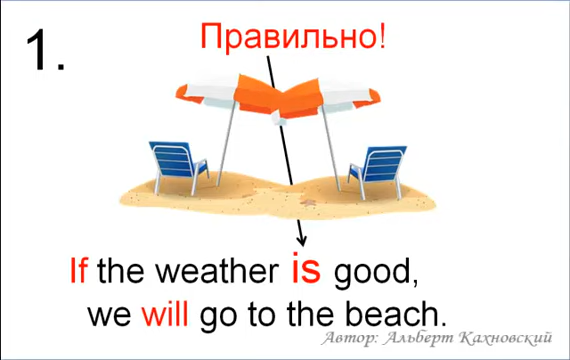 1.
Правильно!
If the weather is good,
we will go to the beach.
Автор: Альберт Кахновский